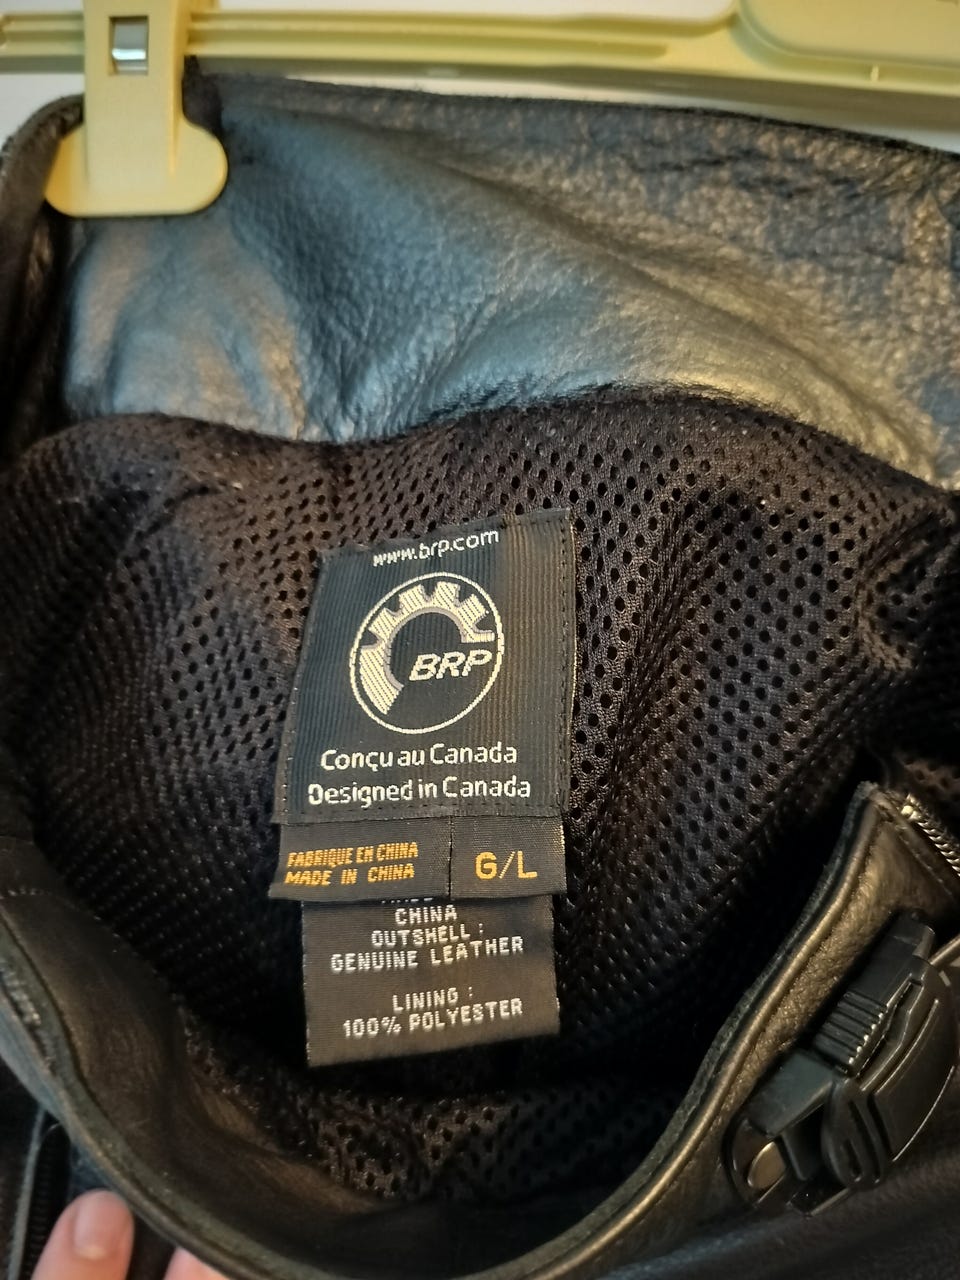 www.brp.com
BRP
Conçu au Canada
Designed in Canada
FABRIQUE EN CHINA
MADE IN CHINA
G/L
CHINA
OUTSHELL :
GENUINE LEATHER
LINING :
100% POLYESTER